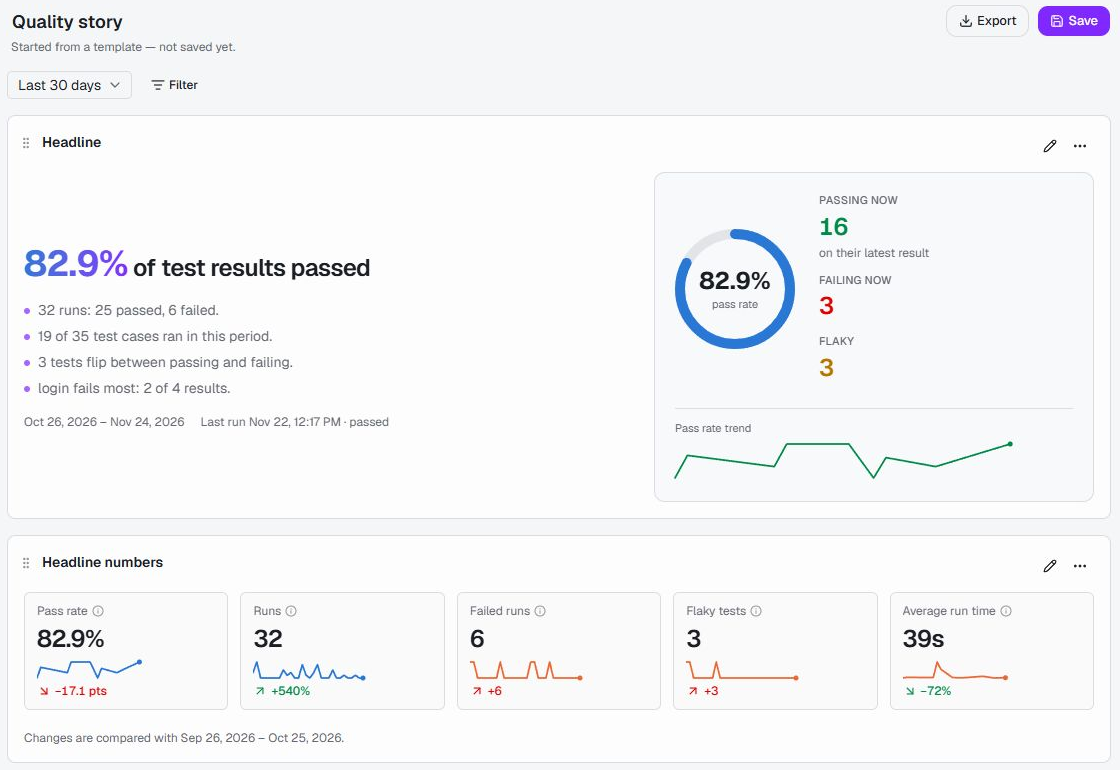 Quality story
Export
Save
Started from a template — not saved yet.
Last 30 days
Filter
Headline
82.9% of test results passed
32 runs: 25 passed, 6 failed.
19 of 35 test cases ran in this period.
3 tests flip between passing and failing.
login fails most: 2 of 4 results.
Oct 26, 2026 – Nov 24, 2026 Last run Nov 22, 12:17 PM · passed
82.9%
pass rate
PASSING NOW
16
on their latest result
FAILING NOW
3
FLAKY
3
Pass rate trend
Headline numbers
Pass rate
82.9%
−17.1 pts
Runs
32
+540%
Failed runs
6
+6
Flaky tests
3
+3
Average run time
39s
−72%
Changes are compared with Sep 26, 2026 – Oct 25, 2026.